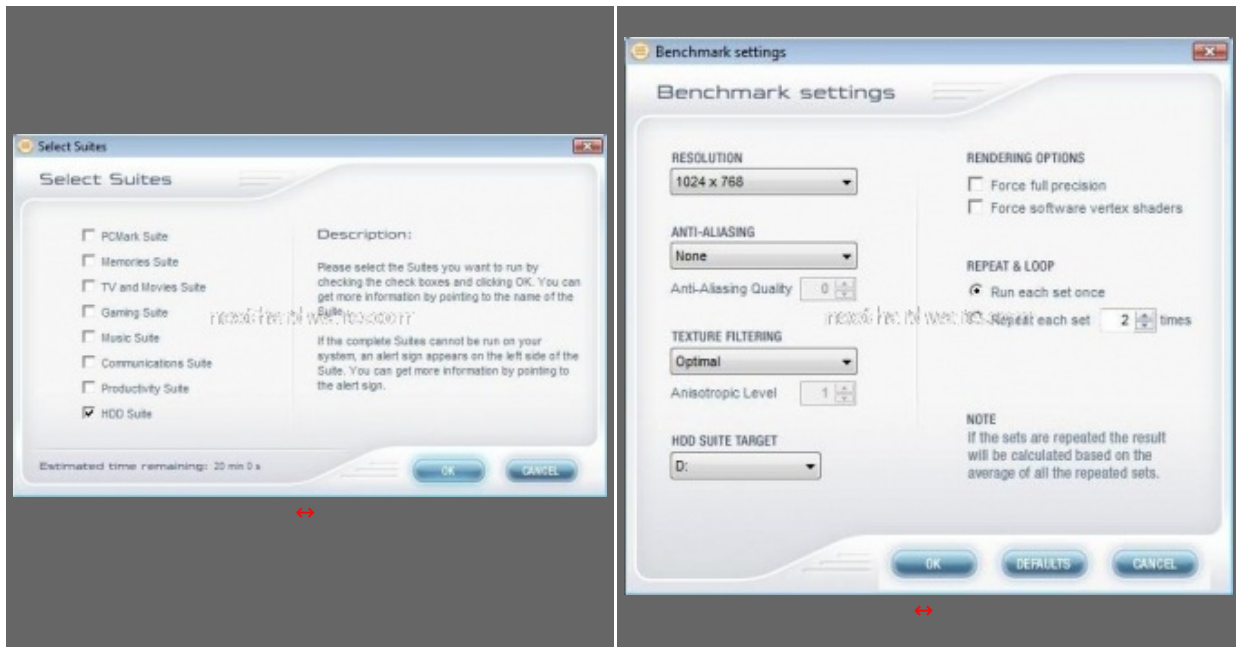 Select Suites
Select Suites
PCMark Suite
Memories Suite
TV and Movies Suite
Gaming Suite
Music Suite
Communications Suite
Productivity Suite
HDD Suite
Description:
Please select the Suites you want to run by
checking the check boxes and clicking OK. You can
get more information by pointing to the name of the
Suite.
If the complete Suites cannot be run on your
system, an alert sign appears on the left side of the
Suite. You can get more information by pointing to
the alert sign.
Estimated time remaining: 20 min 0 s
OK
CANCEL
Benchmark settings
Benchmark settings
RESOLUTION
1024 x 768
ANTI-ALIASING
None
Anti-Aliasing Quality 0
TEXTURE FILTERING
Optimal
Anisotropic Level 1
HDD SUITE TARGET
D:
RENDERING OPTIONS
Force full precision
Force software vertex shaders
REPEAT & LOOP
Run each set once
Repeat each set 2 times
NOTE
If the sets are repeated the result
will be calculated based on the
average of all the repeated sets.
OK
DEFAULTS
CANCEL